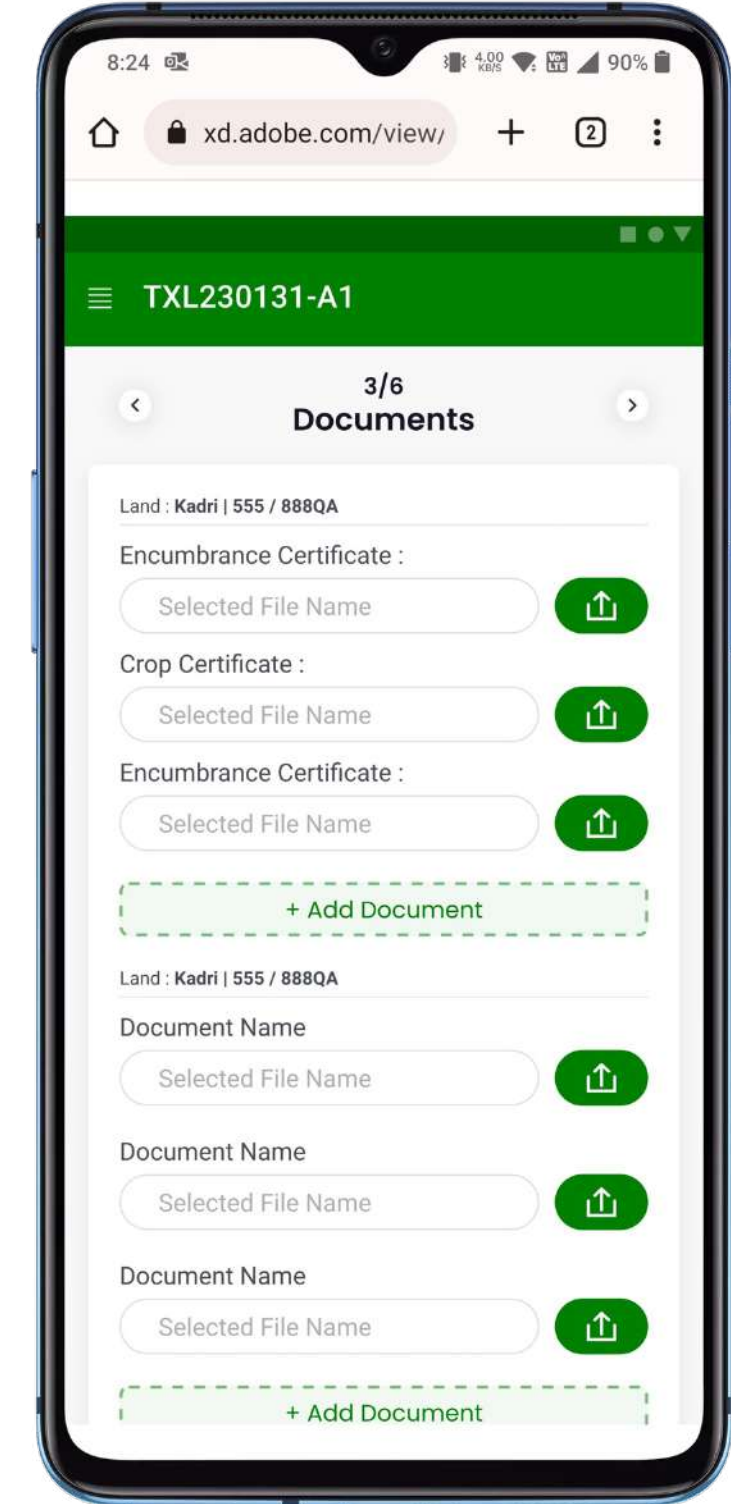 8:24
4.00
KB/S
Vo
LTE
90%
xd.adobe.com/view/
2
TXL230131-A1
3/6
Documents
Land : Kadri | 555 / 888QA
Encumbrance Certificate :
Selected File Name
Crop Certificate :
Selected File Name
Encumbrance Certificate :
Selected File Name
+ Add Document
Land : Kadri | 555 / 888QA
Document Name
Selected File Name
Document Name
Selected File Name
Document Name
Selected File Name
+ Add Document